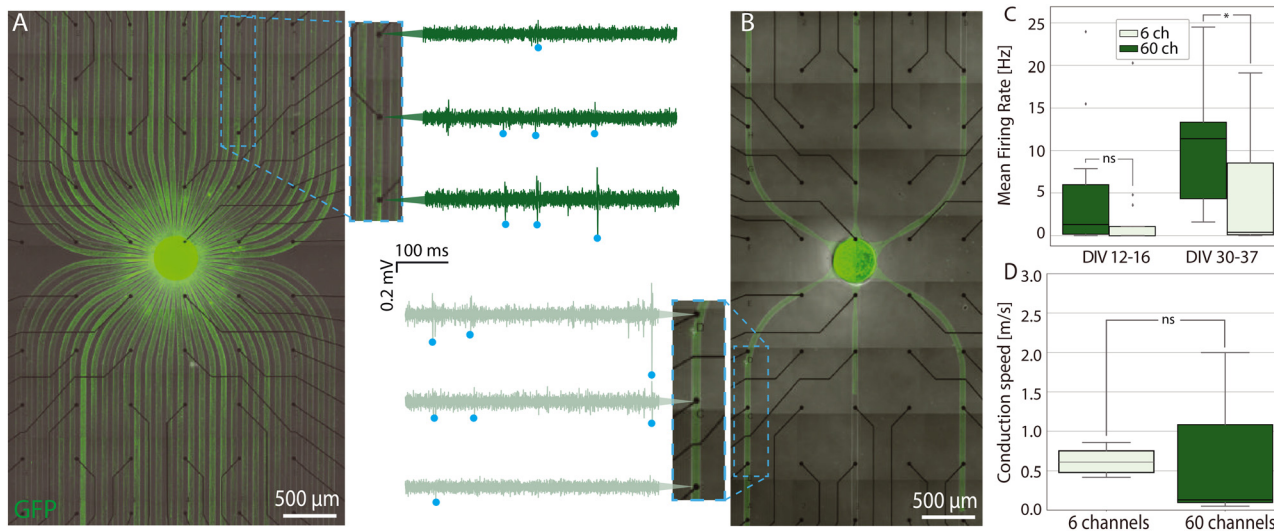 A
GFP
500 µm
100 ms
0.2 mV
B
500 µm
C
Mean Firing Rate [Hz]
25
20
15
10
5
0
6 ch
60 ch
ns
*
DIV 12-16
DIV 30-37
D
Conduction speed [m/s]
3.0
2.5
2.0
1.5
1.0
0.5
0.0
ns
6 channels
60 channels